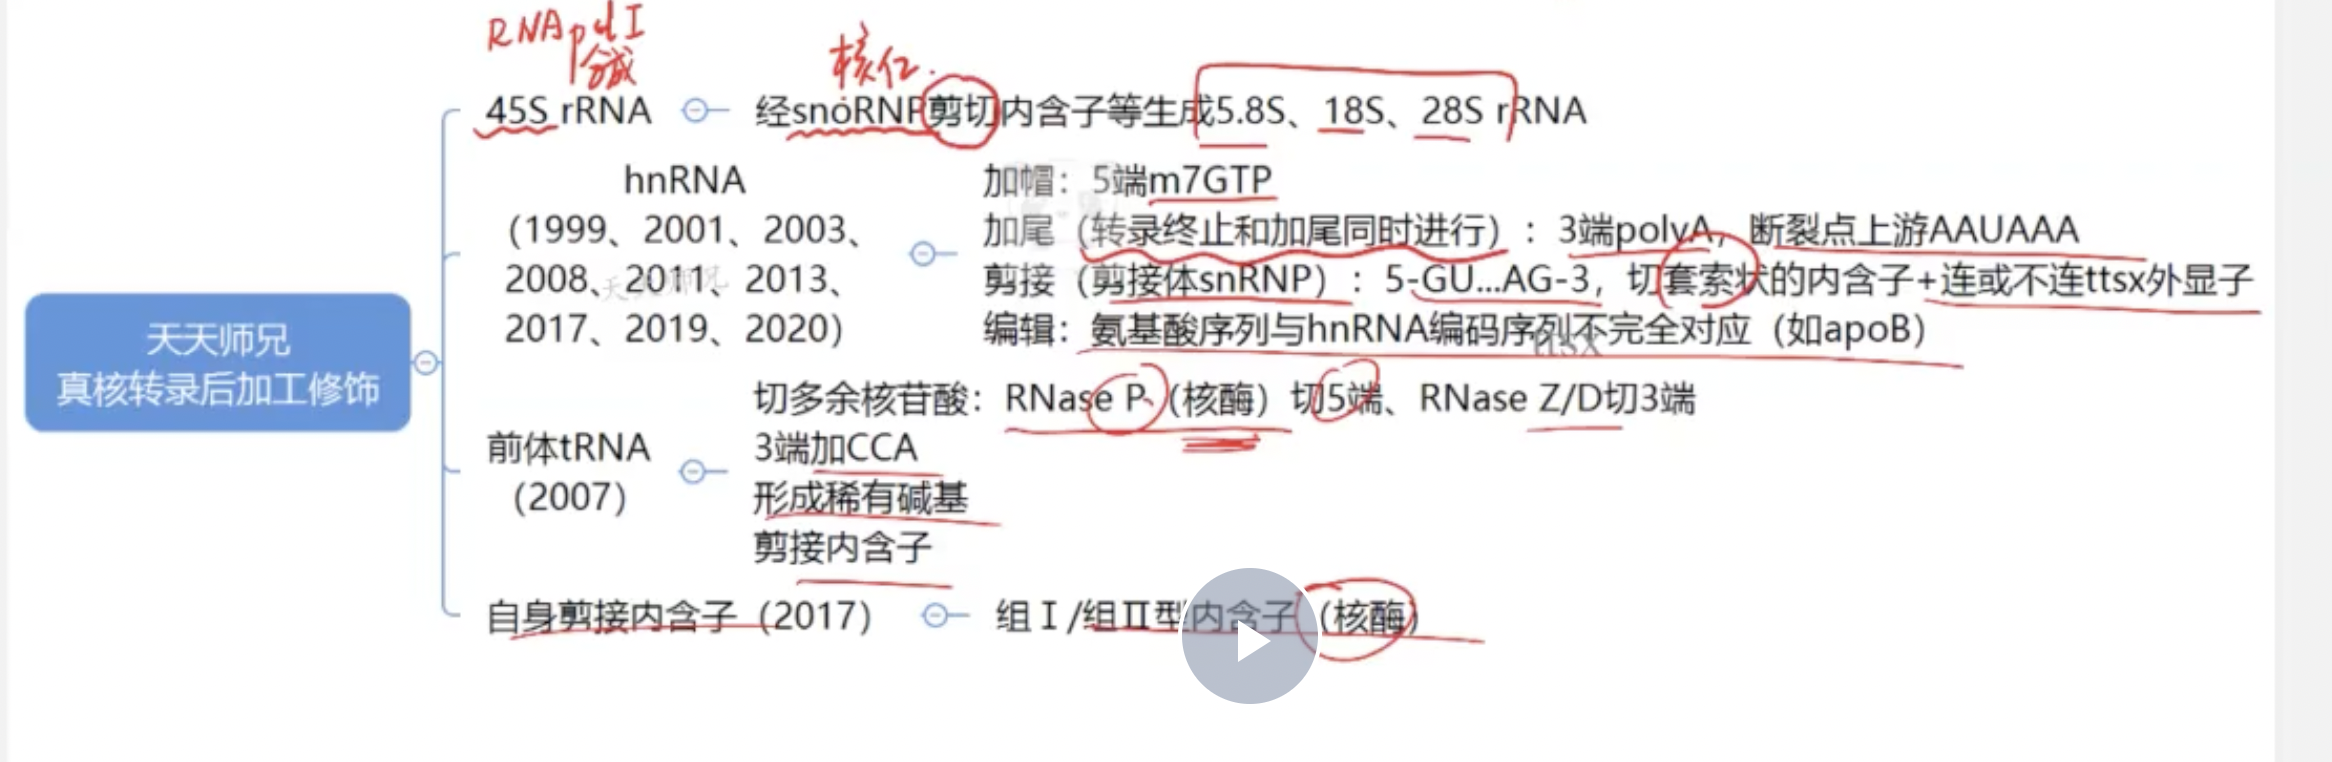 RNA pol I
合成
核仁.
45S rRNA
经snoRNP剪切内含子等生成5.8S、18S、28S rRNA
hnRNA
（1999、2001、2003、
2008、2011、2013、
2017、2019、2020）
加帽：5端m7GTP
加尾（转录终止和加尾同时进行）：3端polyA，断裂点上游AAUAAA
剪接（剪接体snRNP）：5-GU...AG-3，切套索状的内含子+连或不连ttsx外显子
编辑：氨基酸序列与hnRNA编码序列不完全对应（如apoB）
天天师兄
ttsx
天天师兄
真核转录后加工修饰
前体tRNA
（2007）
切多余核苷酸：RNase P（核酶）切5端、RNase Z/D切3端
3端加CCA
形成稀有碱基
剪接内含子
自身剪接内含子（2017）
组Ⅰ/组Ⅱ型内含子（核酶）